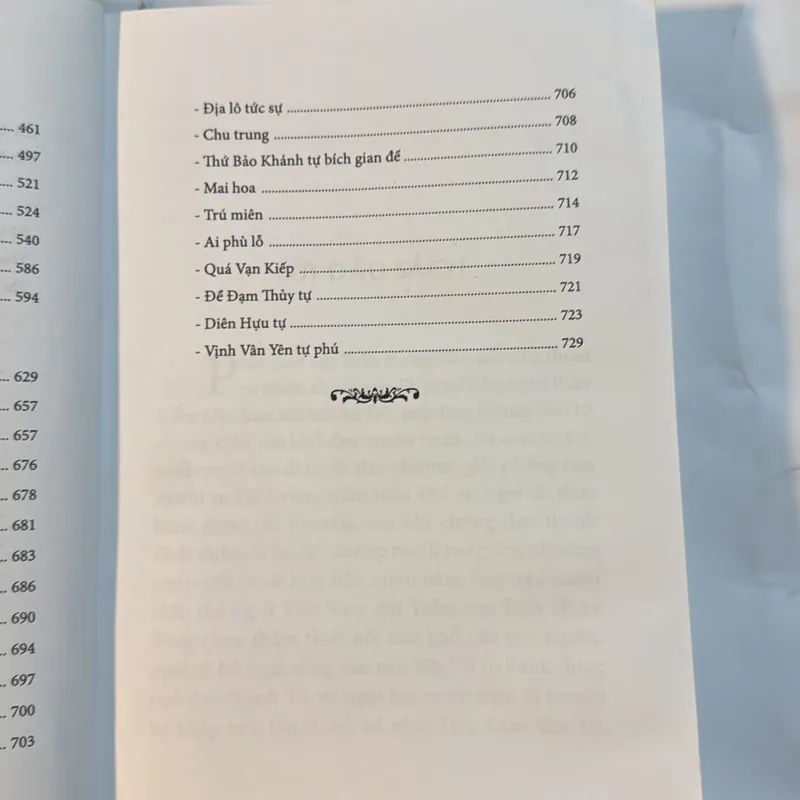 461
497
521
524
540
586
594
629
657
657
676
678
681
683
686
690
694
697
700
703
- Địa lô tức sự 706
- Chu trung 708
- Thứ Bảo Khánh tự bích gian đề 710
- Mai hoa 712
- Trú miên 714
- Ai phù lỗ 717
- Quá Vạn Kiếp 719
- Đề Đạm Thủy tự 721
- Diên Hựu tự 723
- Vịnh Vân Yên tự phú 729